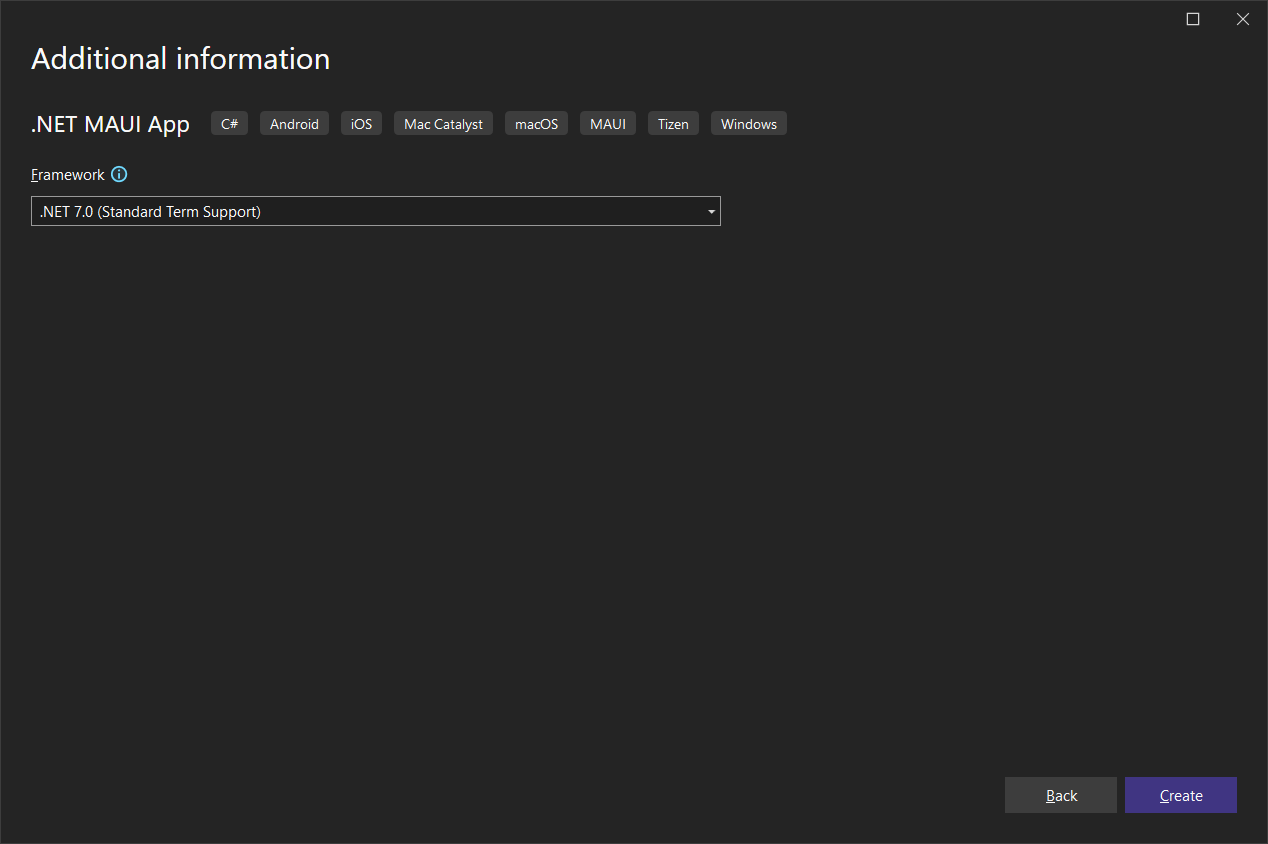 Additional information
.NET MAUI App C# Android iOS Mac Catalyst macOS MAUI Tizen Windows
Framework
.NET 7.0 (Standard Term Support)
Back Create